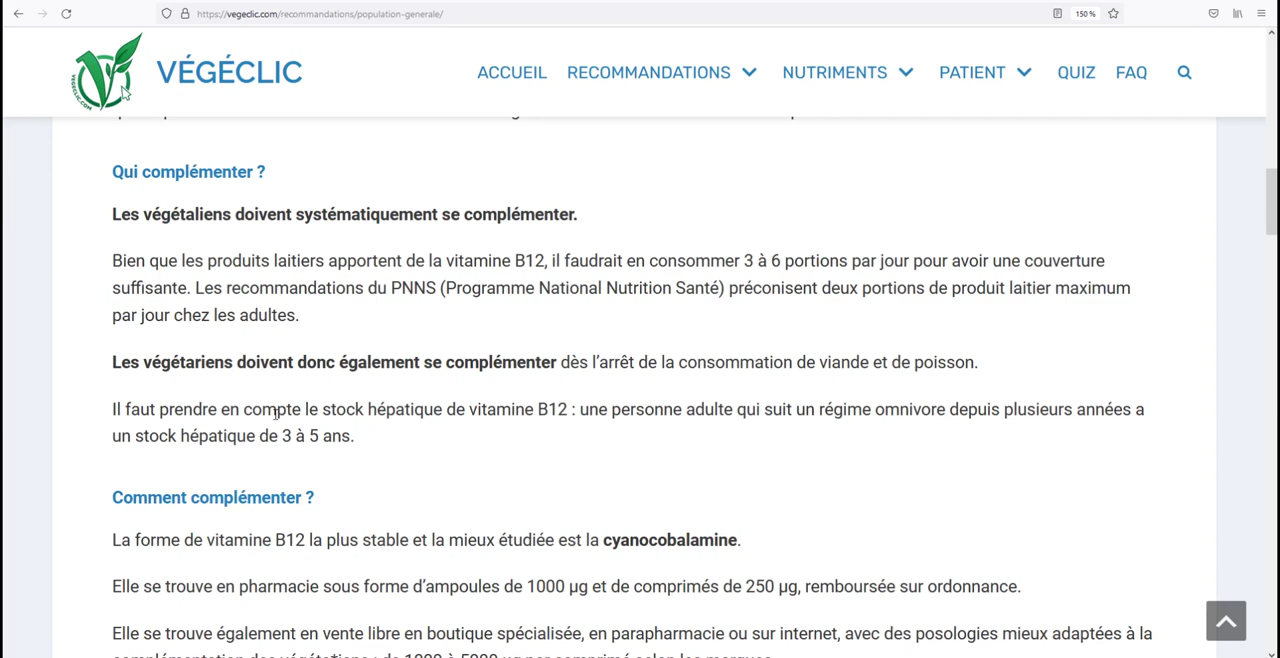 https://vegeclic.com/recommandations/population-generale/
150 %
VEGECLIC.COM
VÉGÉCLIC
ACCUEIL RECOMMANDATIONS NUTRIMENTS PATIENT QUIZ FAQ
Qui complémenter ?
Les végétaliens doivent systématiquement se complémenter.
Bien que les produits laitiers apportent de la vitamine B12, il faudrait en consommer 3 à 6 portions par jour pour avoir une couverture
suffisante. Les recommandations du PNNS (Programme National Nutrition Santé) préconisent deux portions de produit laitier maximum
par jour chez les adultes.
Les végétariens doivent donc également se complémenter dès l’arrêt de la consommation de viande et de poisson.
Il faut prendre en compte le stock hépatique de vitamine B12 : une personne adulte qui suit un régime omnivore depuis plusieurs années a
un stock hépatique de 3 à 5 ans.
Comment complémenter ?
La forme de vitamine B12 la plus stable et la mieux étudiée est la cyanocobalamine.
Elle se trouve en pharmacie sous forme d’ampoules de 1000 µg et de comprimés de 250 µg, remboursée sur ordonnance.
Elle se trouve également en vente libre en boutique spécialisée, en parapharmacie ou sur internet, avec des posologies mieux adaptées à la